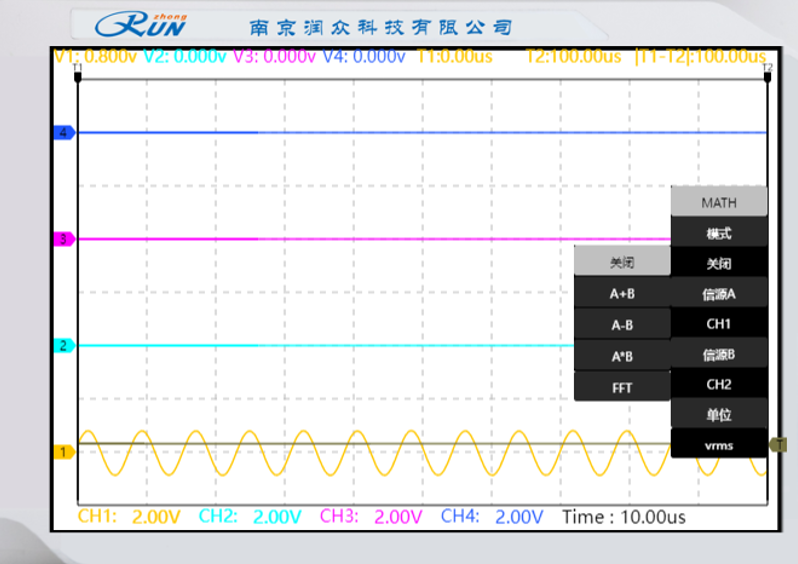 zhong
RUN 南京润众科技有限公司
V1: 0.800v V2: 0.000v V3: 0.000v V4: 0.000v T1:0.00us T2:100.00us |T1-T2|:100.00us
T1 T2
4
MATH
模式
3
关闭 关闭
A+B 信源A
A-B CH1
2
A*B 信源B
FFT CH2
单位
vrms
1 T
CH1: 2.00V CH2: 2.00V CH3: 2.00V CH4: 2.00V Time : 10.00us